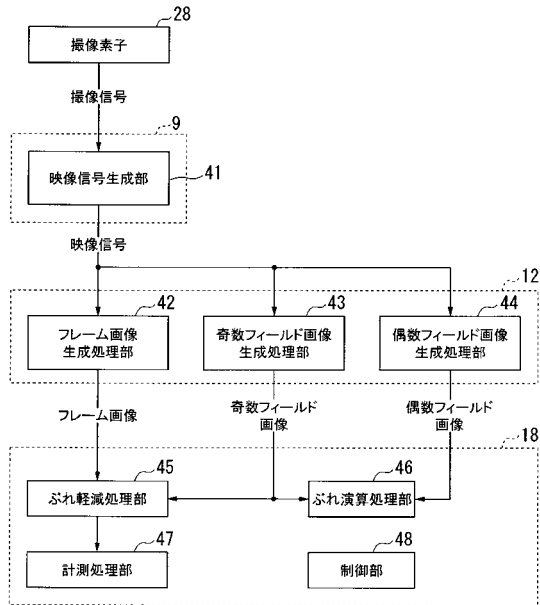 28
撮像素子
撮像信号
9
映像信号生成部
41
映像信号
12
42
43
44
フレーム画像
生成処理部
奇数フィールド画像
生成処理部
偶数フィールド画像
生成処理部
フレーム画像
奇数フィールド
画像
偶数フィールド
画像
18
45
46
ぶれ軽減処理部
ぶれ演算処理部
47
48
計測処理部
制御部